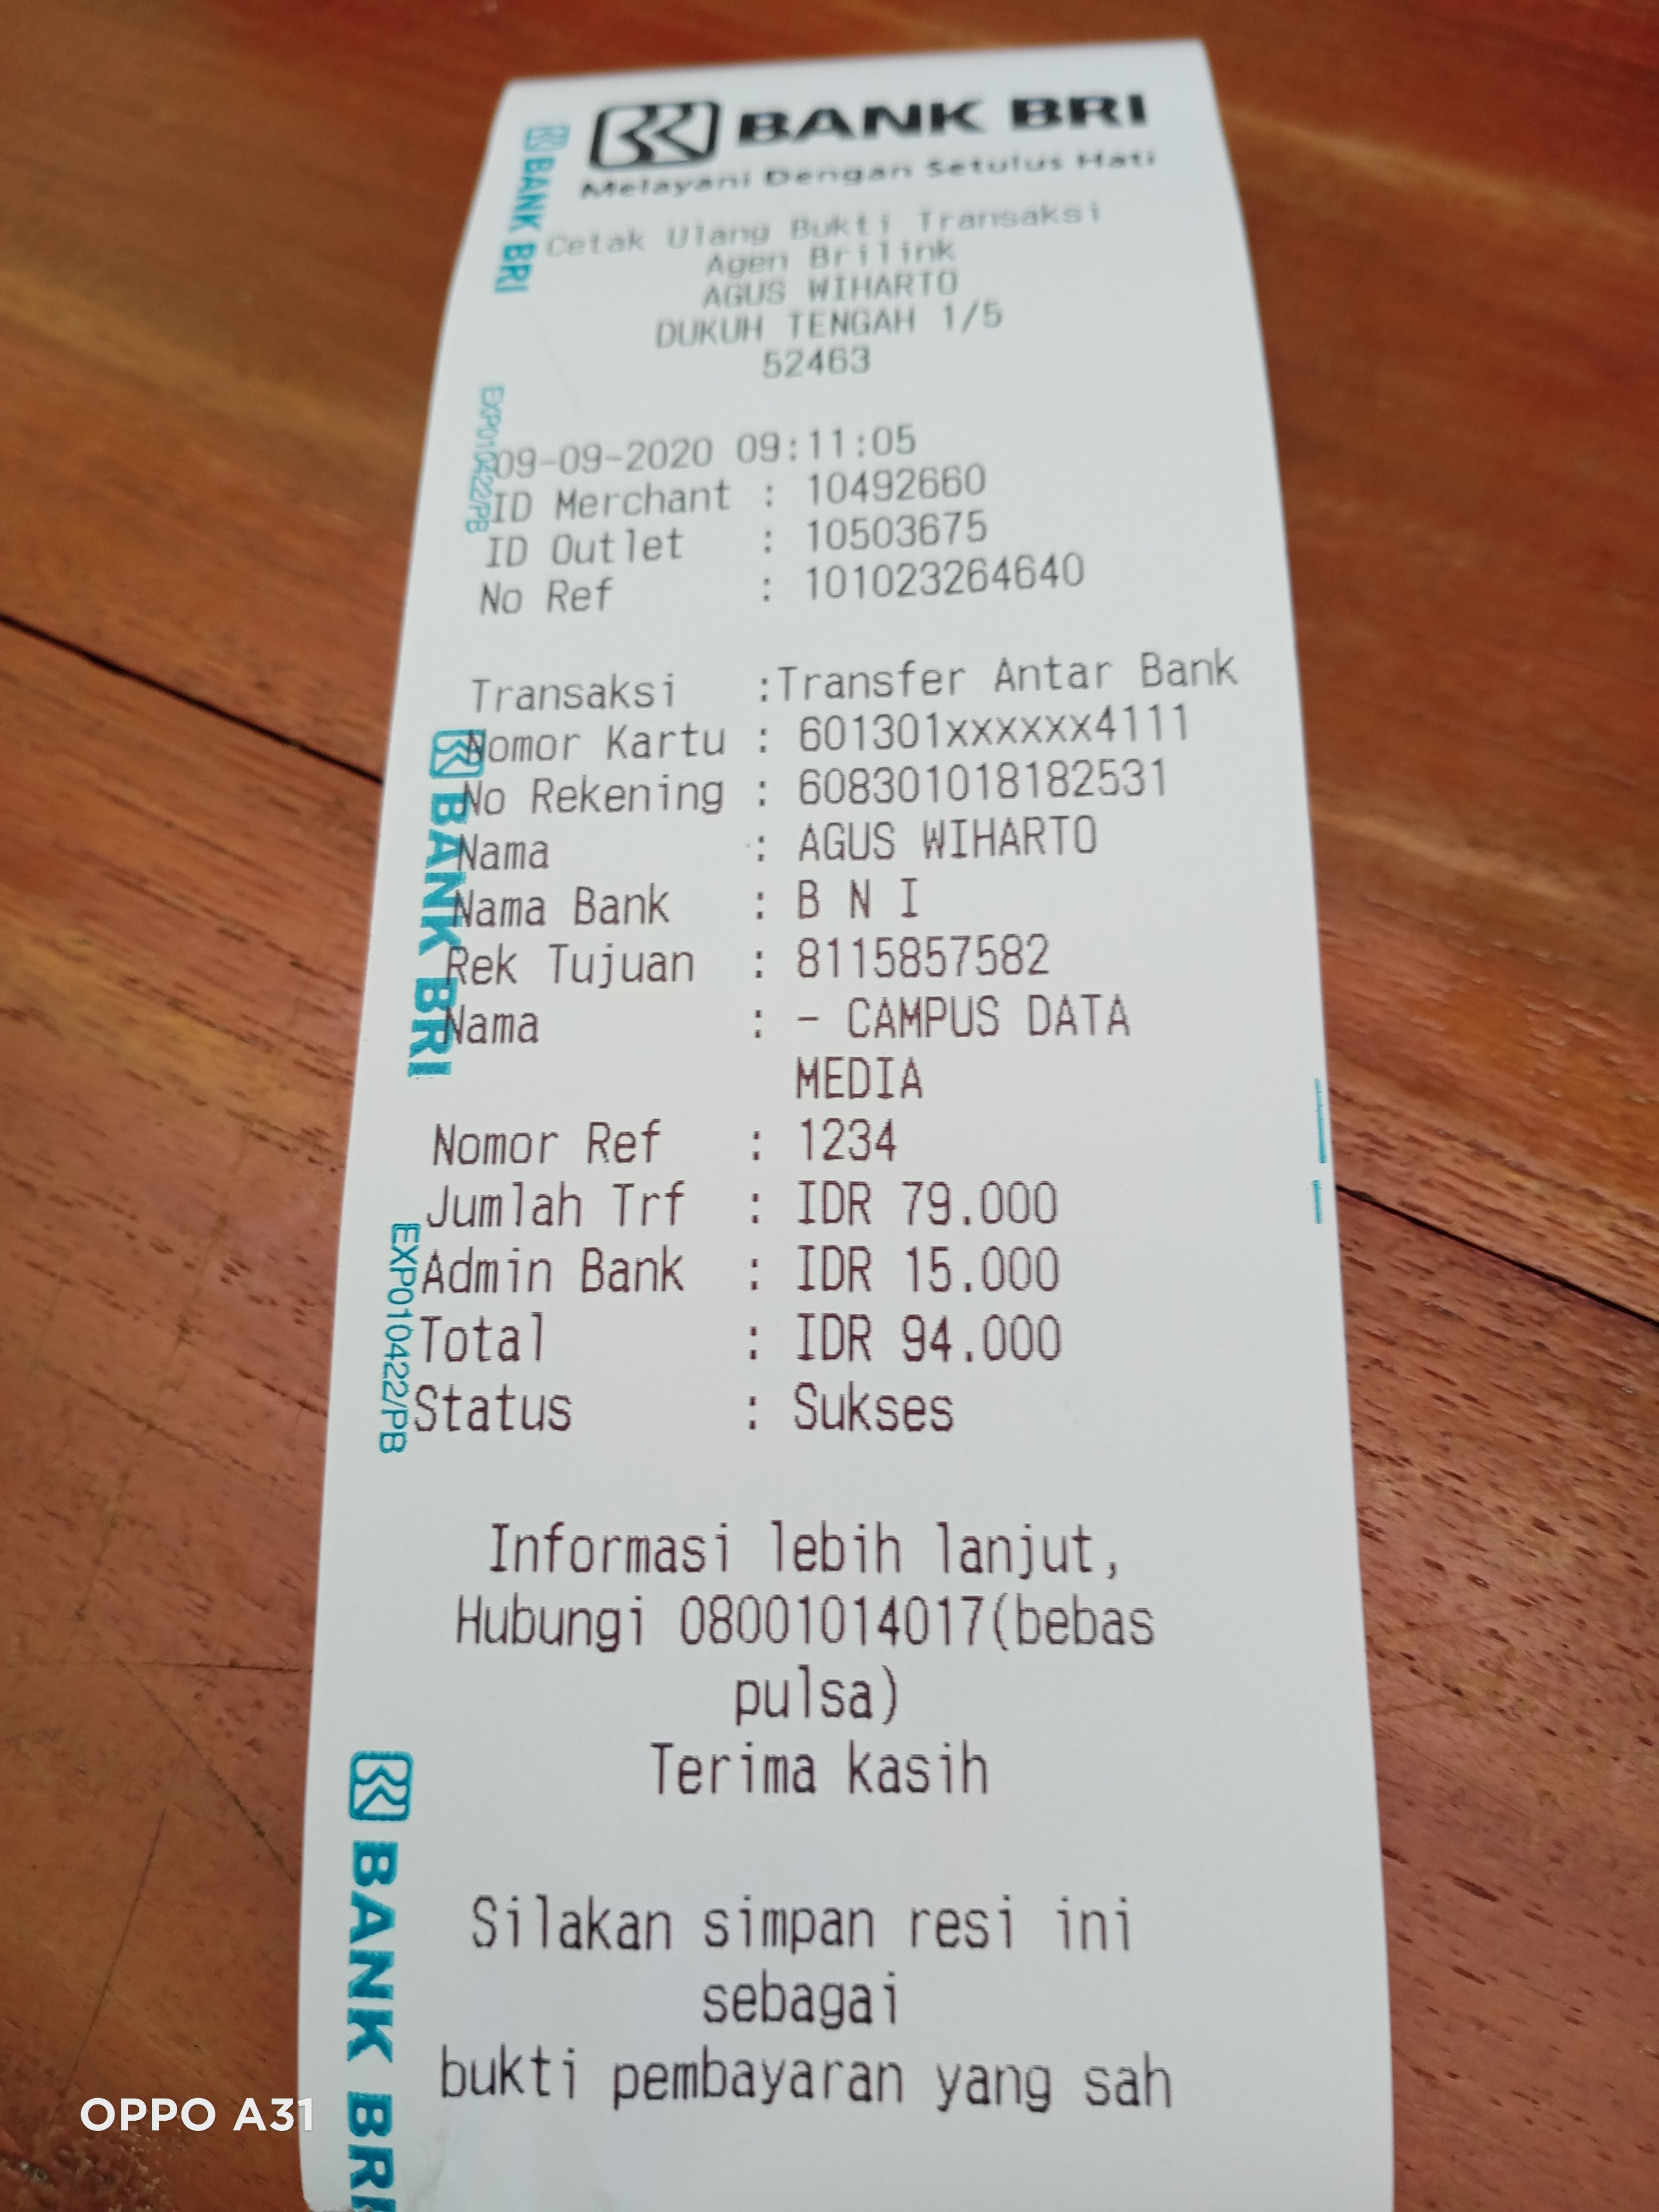 BANK BRI
Melayani Dengan Setulus Hati
Cetak Ulang Bukti Transaksi
Agen Brilink
AGUS WIHARTO
DUKUH TENGAH 1/5
52463
09-09-2020 09:11:05
ID Merchant : 10492660
ID Outlet : 10503675
No Ref : 101023264640
Transaksi :Transfer Antar Bank
Nomor Kartu : 601301xxxxxx4111
No Rekening : 608301018182531
Nama : AGUS WIHARTO
Nama Bank : B N I
Rek Tujuan : 8115857582
Nama : - CAMPUS DATA
MEDIA
Nomor Ref : 1234
Jumlah Trf : IDR 79.000
Admin Bank : IDR 15.000
Total : IDR 94.000
Status : Sukses
Informasi lebih lanjut,
Hubungi 08001014017(bebas
pulsa)
Terima kasih
Silakan simpan resi ini
sebagai
bukti pembayaran yang sah
BANK BRI
EXP010422/PB
BANK BRI
EXP010422/PB
BANK BRI
OPPO A31